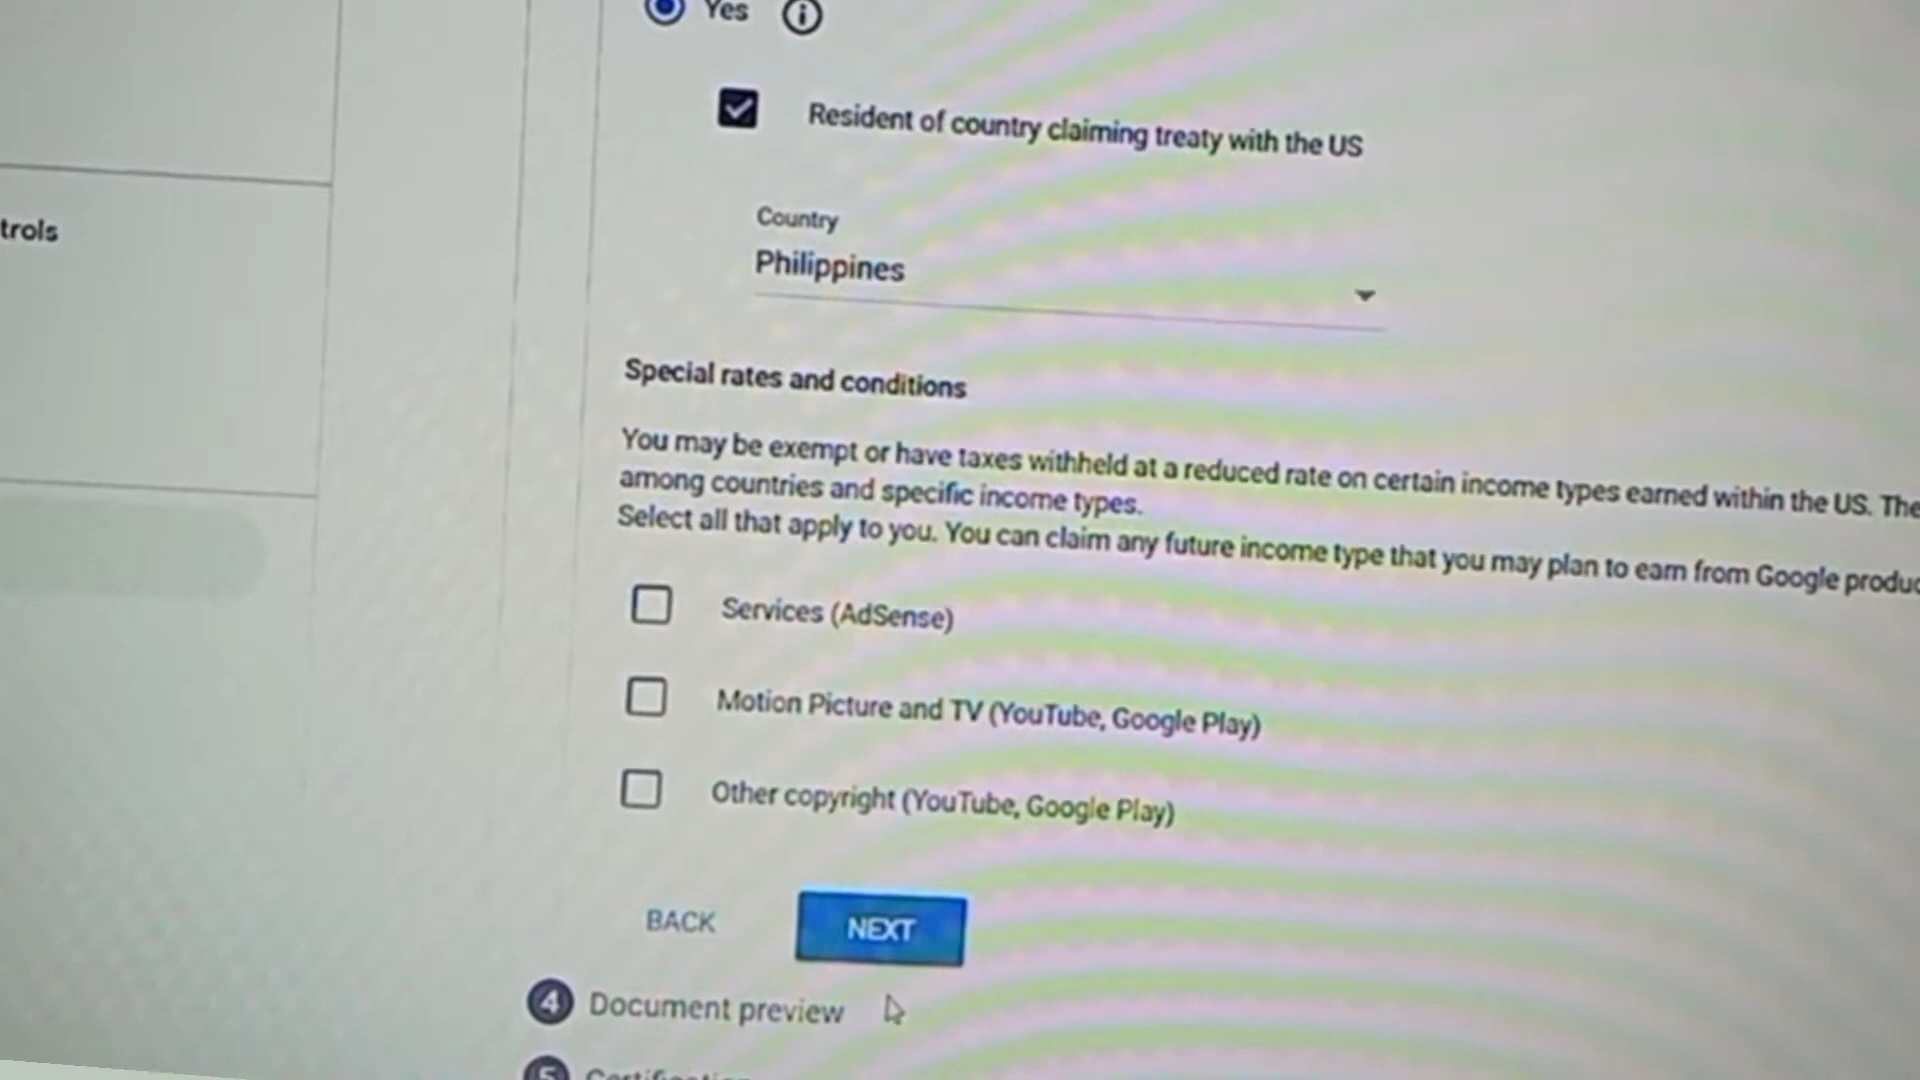 Yes
Resident of country claiming treaty with the US
trols
Country
Philippines
Special rates and conditions
You may be exempt or have taxes withheld at a reduced rate on certain income types earned within the US. The
among countries and specific income types.
Select all that apply to you. You can claim any future income type that you may plan to earn from Google produc
Services (AdSense)
Motion Picture and TV (YouTube, Google Play)
Other copyright (YouTube, Google Play)
BACK
NEXT
4 Document preview
5